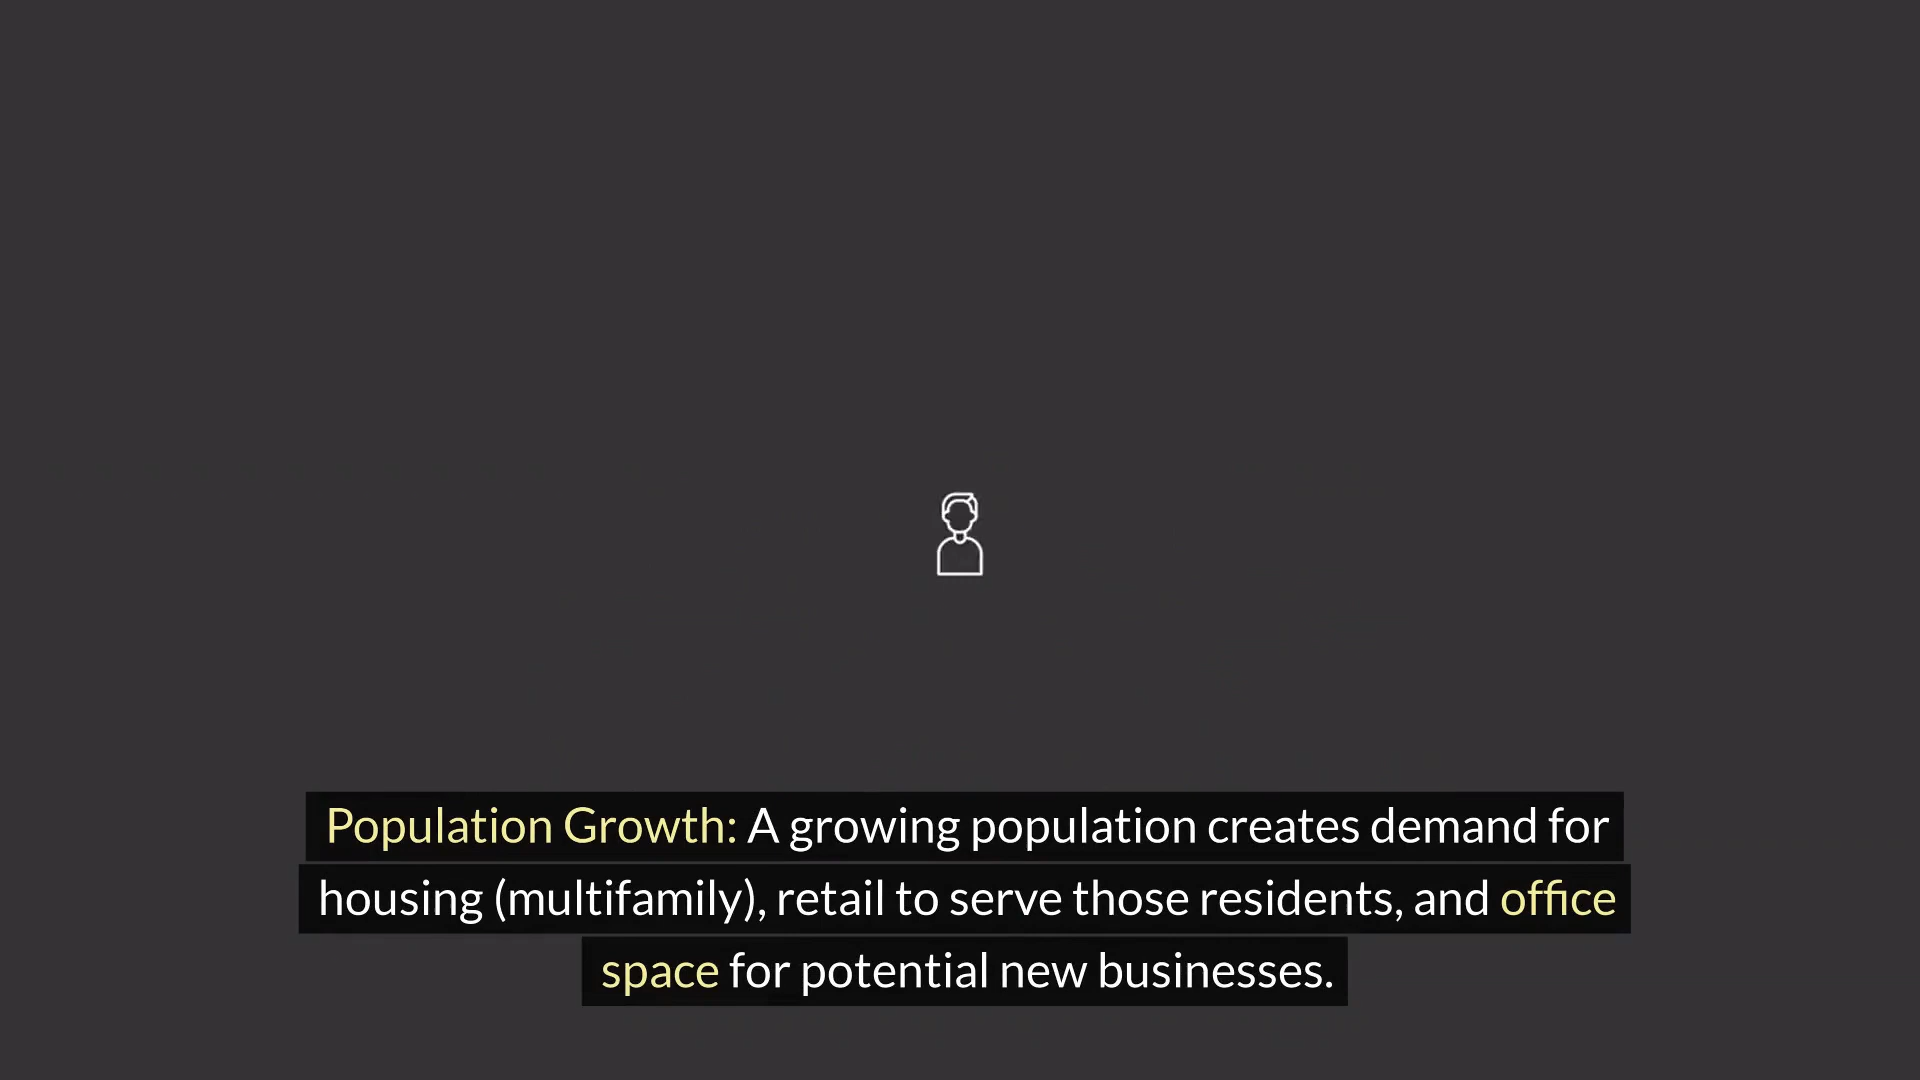 Population Growth: A growing population creates demand for
housing (multifamily), retail to serve those residents, and office
space for potential new businesses.